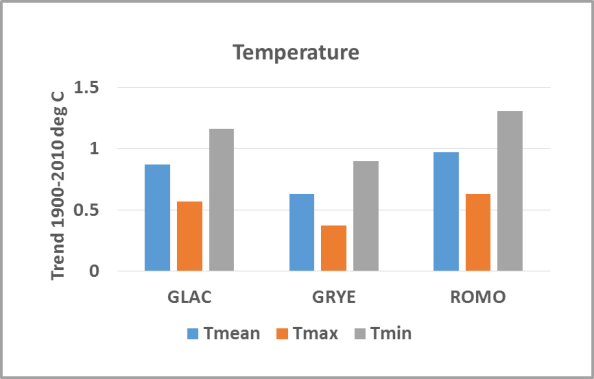 Temperature
Trend 1900-2010 deg C
1.5
1
0.5
0
GLAC GRYE ROMO
Tmean Tmax Tmin